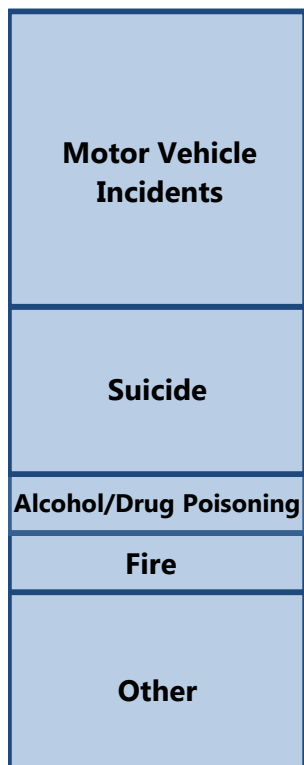 Motor Vehicle
Incidents
Suicide
Alcohol/Drug Poisoning
Fire
Other